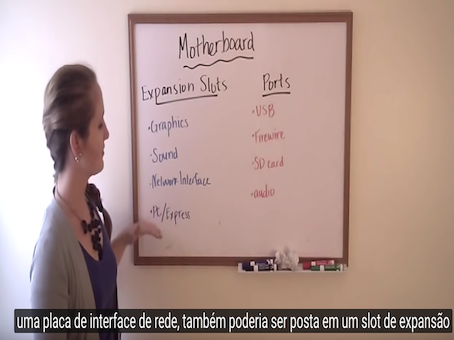 Motherboard
Expansion Slots
Ports
·Graphics
·Sound
·Network Interface
·PC/Express
·USB
·Firewire
·SD card
·audio
uma placa de interface de rede, também poderia ser posta em um slot de expansão